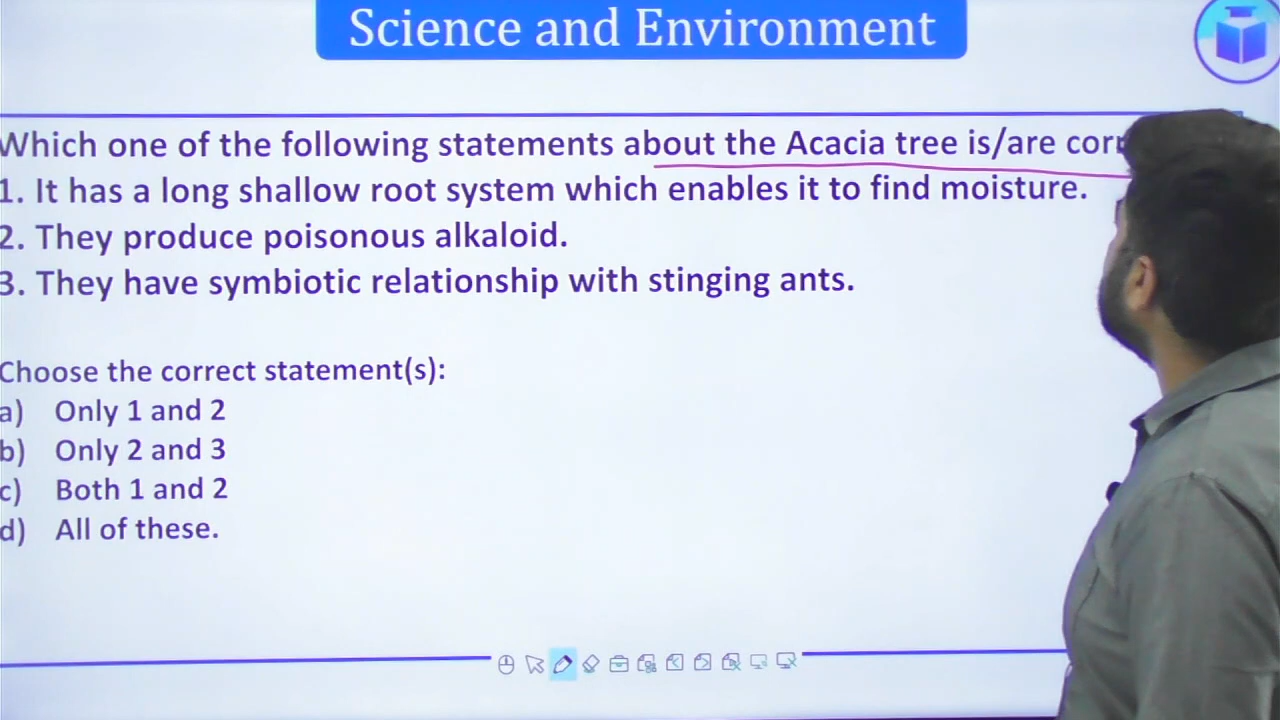 Science and Environment
Which one of the following statements about the Acacia tree is/are
1. It has a long shallow root system which enables it to find moisture.
2. They produce poisonous alkaloid.
3. They have symbiotic relationship with stinging ants.
Choose the correct statement(s):
a) Only 1 and 2
b) Only 2 and 3
c) Both 1 and 2
d) All of these.